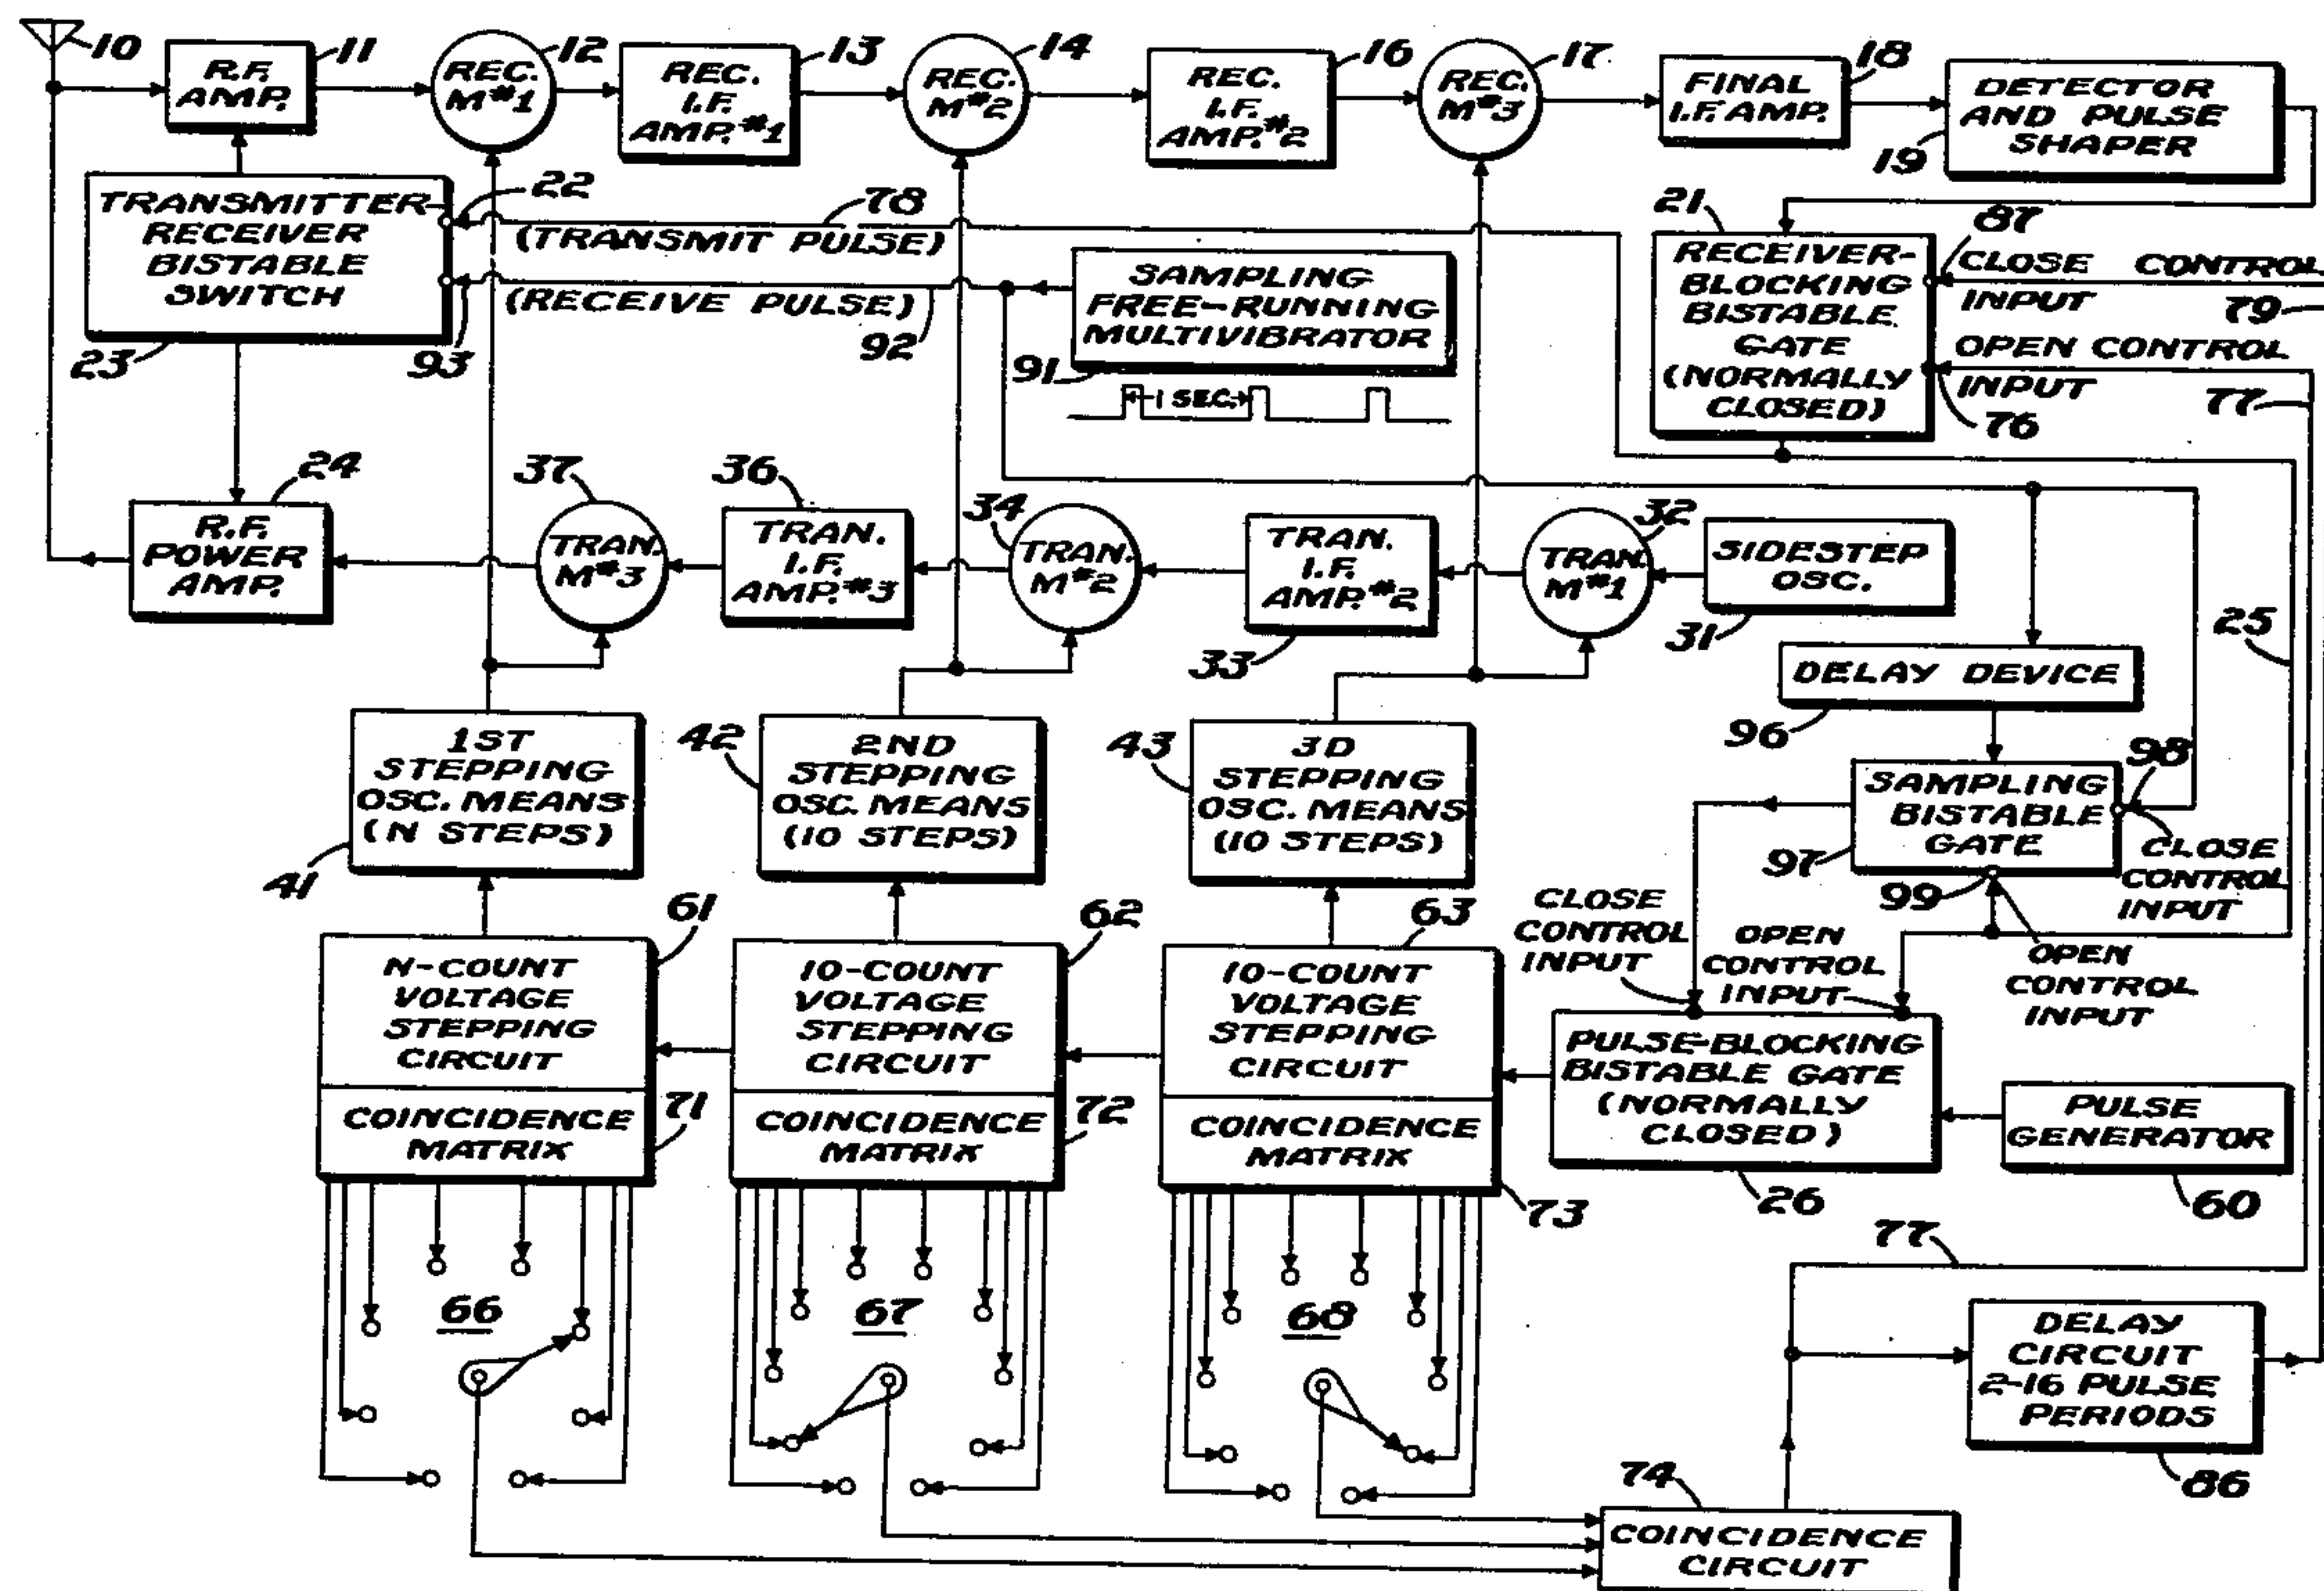 10
R.F.
AMP.
11
REC.
M#1
12
REC.
I.F.
AMP.#1
13
REC.
M#2
14
REC.
I.F.
AMP.#2
16
REC.
M#3
17
FINAL
I.F. AMP.
18
DETECTOR
AND PULSE
SHAPER
19
TRANSMITTER-
RECEIVER
BISTABLE
SWITCH
23
22
78
(TRANSMIT PULSE)
(RECEIVE PULSE)
93
92
SAMPLING
FREE-RUNNING
MULTIVIBRATOR
91
1 SEC.
21
RECEIVER-
BLOCKING
BISTABLE
GATE
(NORMALLY
CLOSED)
87
CLOSE CONTROL
INPUT
79
OPEN CONTROL
INPUT
76
77
24
R.F.
POWER
AMP.
37
TRAN.
M#3
36
TRAN.
I.F.
AMP.#3
34
TRAN.
M#2
TRAN.
I.F.
AMP.#2
33
32
TRAN.
M#1
SIDESTEP
OSC.
31
25
DELAY DEVICE
96
1ST
STEPPING
OSC. MEANS
(N STEPS)
41
42
2ND
STEPPING
OSC. MEANS
(10 STEPS)
43
3D
STEPPING
OSC. MEANS
(10 STEPS)
SAMPLING
BISTABLE
GATE
97
98
CLOSE
CONTROL
INPUT
99
OPEN
CONTROL
INPUT
CLOSE
CONTROL
INPUT
OPEN
CONTROL
INPUT
61
N-COUNT
VOLTAGE
STEPPING
CIRCUIT
COINCIDENCE
MATRIX
71
62
10-COUNT
VOLTAGE
STEPPING
CIRCUIT
COINCIDENCE
MATRIX
72
63
10-COUNT
VOLTAGE
STEPPING
CIRCUIT
COINCIDENCE
MATRIX
73
PULSE-BLOCKING
BISTABLE GATE
(NORMALLY
CLOSED)
26
PULSE
GENERATOR
60
66
67
68
77
DELAY
CIRCUIT
2-16 PULSE
PERIODS
86
74
COINCIDENCE
CIRCUIT